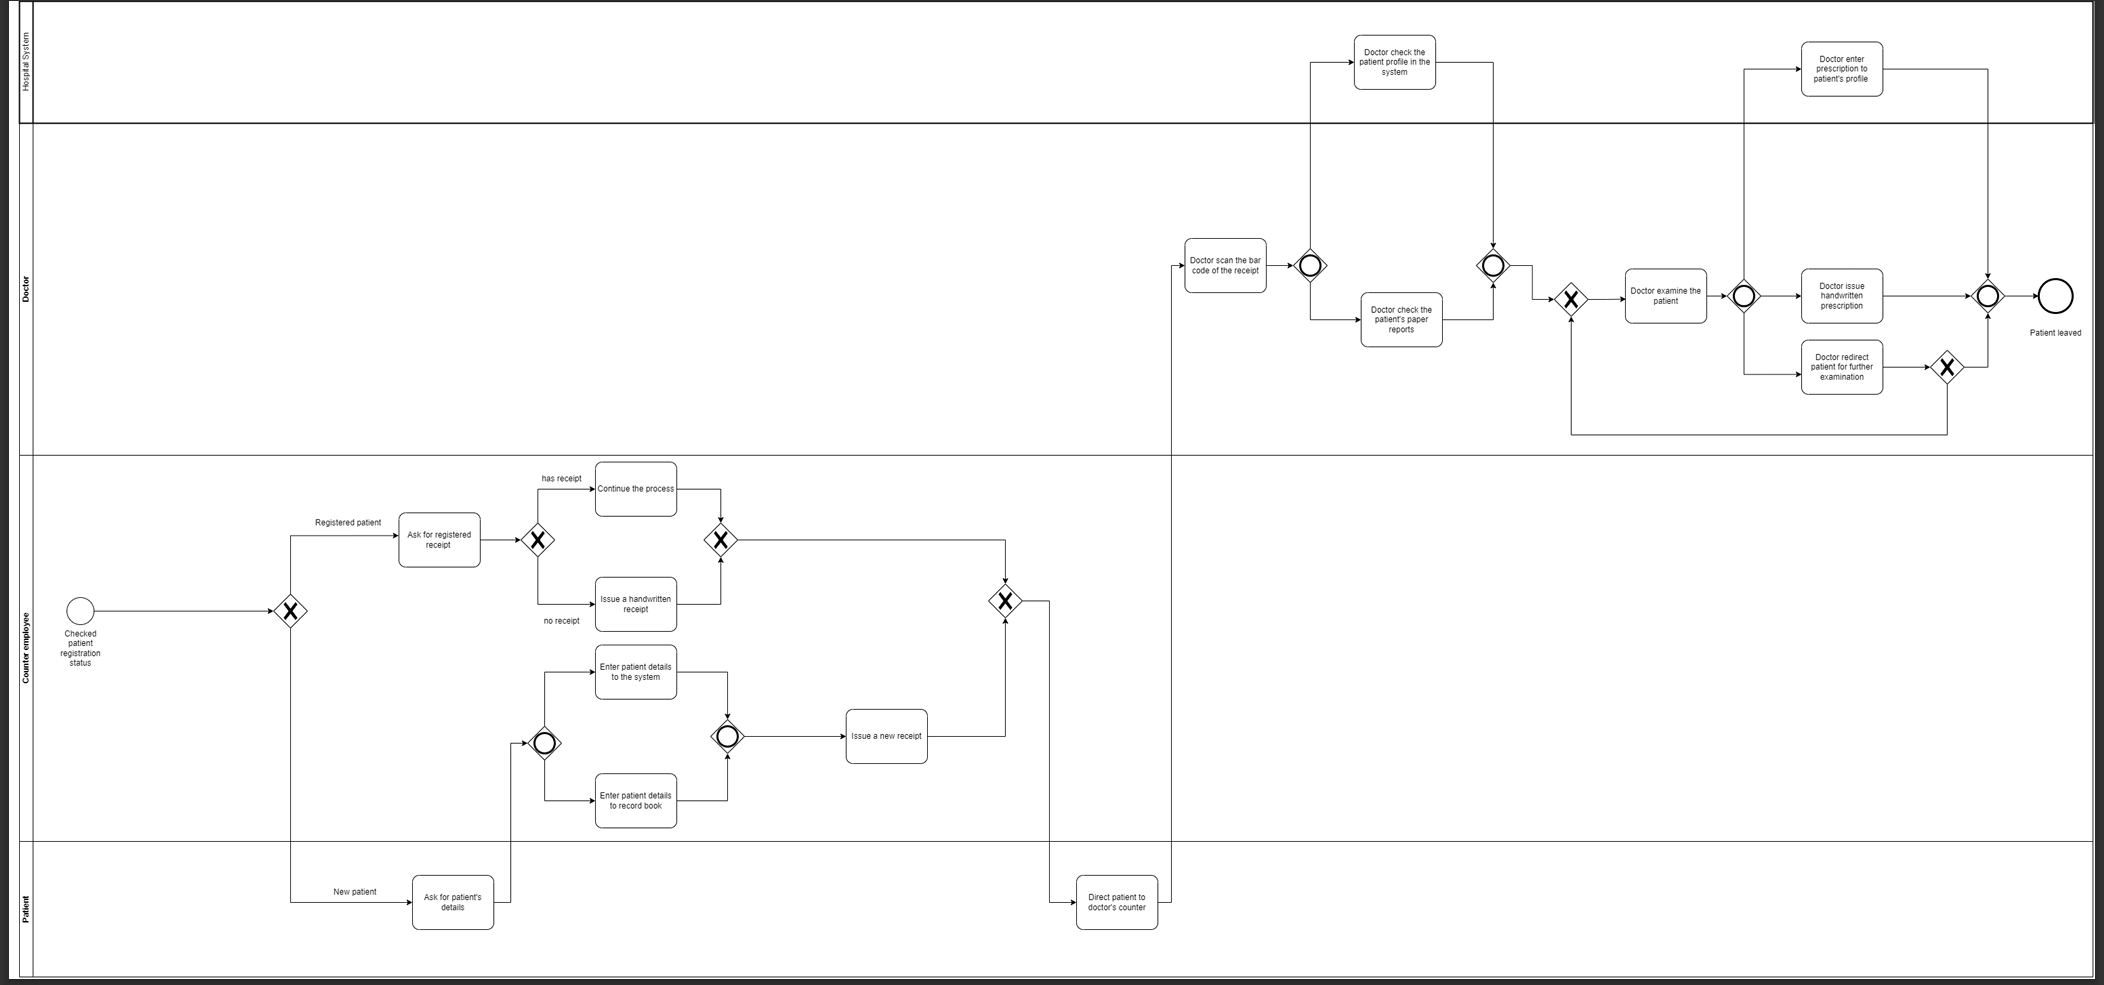 Hospital System
Doctor check the
patient profile in the
system
Doctor enter
prescription to
patient's profile
Doctor
Doctor scan the bar
code of the receipt
Doctor check the
patient's paper
reports
Doctor examine the
patient
Doctor issue
handwritten
prescription
Doctor redirect
patient for further
examination
Patient leaved
Counter employee
Checked
patient
registration
status
Registered patient
Ask for registered
receipt
has receipt
Continue the process
no receipt
Issue a handwritten
receipt
Enter patient details
to the system
Enter patient details
to record book
Issue a new receipt
Patient
New patient
Ask for patient's
details
Direct patient to
doctor's counter